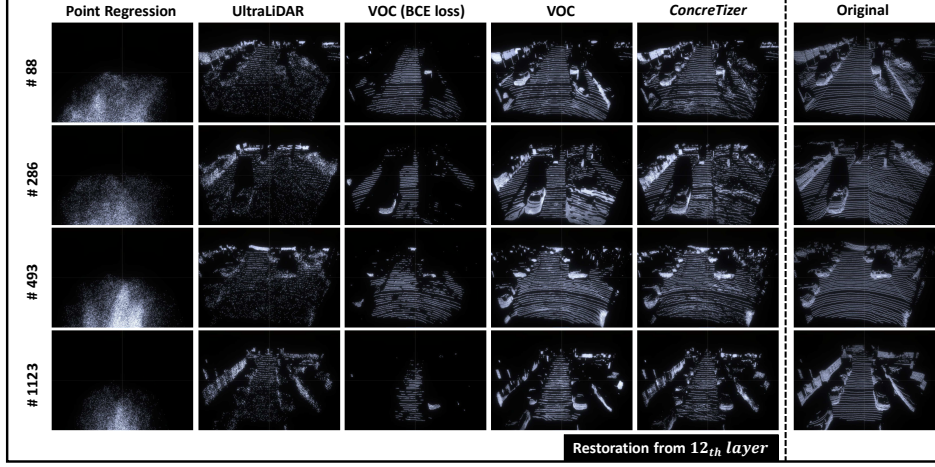 Point Regression UltraLiDAR VOC (BCE loss) VOC ConcreTizer Original
# 88
# 286
# 493
# 1123
Restoration from 12th layer